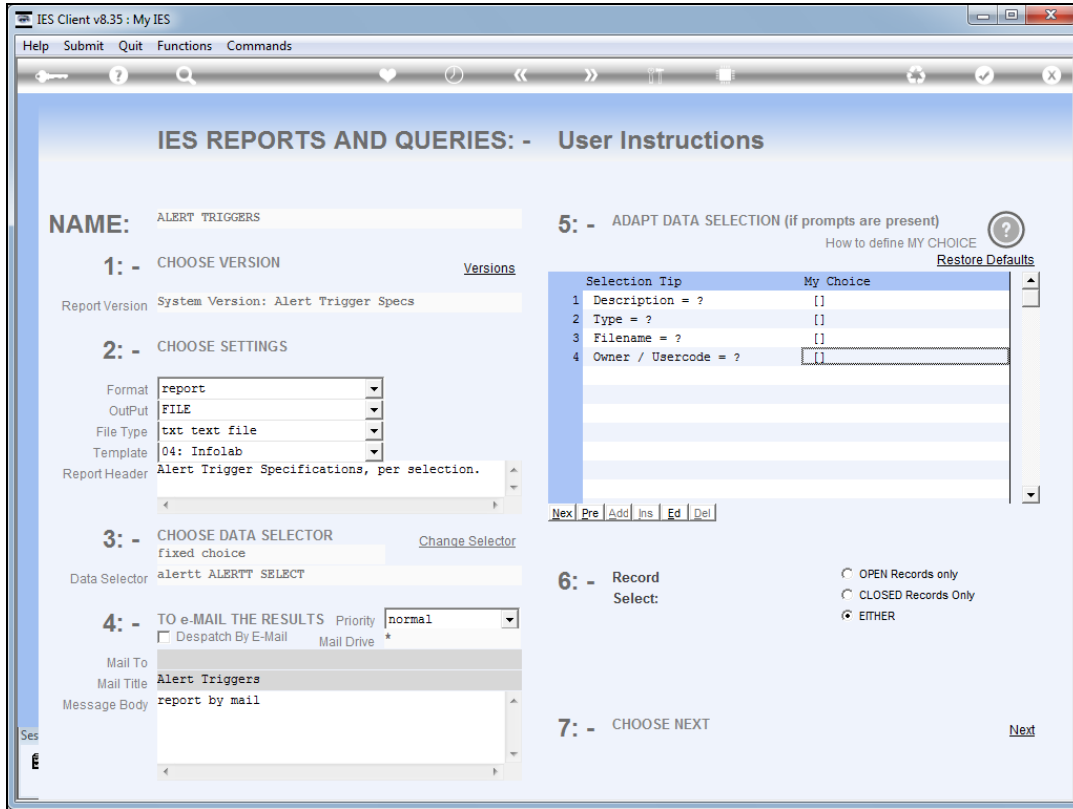 IES Client v8.35 : My IES
Help Submit Quit Functions Commands
IES REPORTS AND QUERIES: - User Instructions
NAME: ALERT TRIGGERS
1: - CHOOSE VERSION
Versions
Report Version System Version: Alert Trigger Specs
2: - CHOOSE SETTINGS
Format report
OutPut FILE
File Type txt text file
Template 04: Infolab
Report Header Alert Trigger Specifications, per selection.
3: - CHOOSE DATA SELECTOR
fixed choice
Change Selector
Data Selector alertt ALERTT SELECT
4: - TO e-MAIL THE RESULTS Priority normal
Despatch By E-Mail Mail Drive *
Mail To
Mail Title Alert Triggers
Message Body report by mail
5: - ADAPT DATA SELECTION (if prompts are present)
How to define MY CHOICE ?
Restore Defaults
Selection Tip My Choice
1 Description = ? []
2 Type = ? []
3 Filename = ? []
4 Owner / Usercode = ? []
Nex Pre Add Ins Ed Del
6: - Record
Select:
OPEN Records only
CLOSED Records Only
EITHER
7: - CHOOSE NEXT
Next
Ses